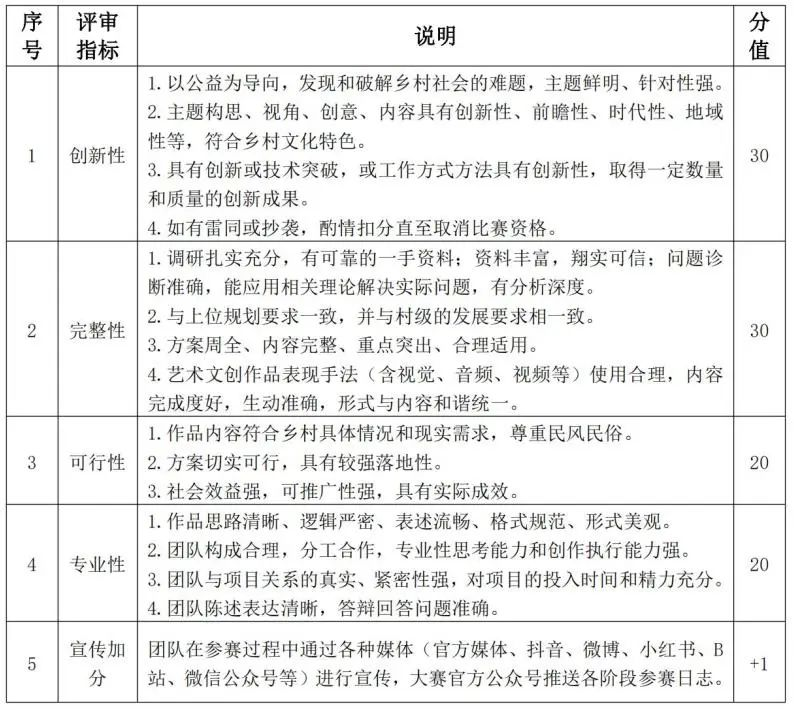 序号 评审指标 说明 分值
1 创新性 30
1.以公益为导向，发现和破解乡村社会的难题，主题鲜明、针对性强。
2.主题构思、视角、创意、内容具有创新性、前瞻性、时代性、地域
性等，符合乡村文化特色。
3.具有创新或技术突破，或工作方式方法具有创新性，取得一定数量
和质量的创新成果。
4.如有雷同或抄袭，酌情扣分直至取消比赛资格。
2 完整性 30
1.调研扎实充分，有可靠的一手资料；资料丰富，翔实可信；问题诊
断准确，能应用相关理论解决实际问题，有分析深度。
2.与上位规划要求一致，并与村级的发展要求相一致。
3.方案周全、内容完整、重点突出、合理适用。
4.艺术文创作品表现手法（含视觉、音频、视频等）使用合理，内容
完成度好，生动准确，形式与内容和谐统一。
3 可行性 20
1.作品内容符合乡村具体情况和现实需求，尊重民风民俗。
2.方案切实可行，具有较强落地性。
3.社会效益强，可推广性强，具有实际成效。
4 专业性 20
1.作品思路清晰、逻辑严密、表述流畅、格式规范、形式美观。
2.团队构成合理，分工合作，专业性思考能力和创作执行能力强。
3.团队与项目关系的真实、紧密性强，对项目的投入时间和精力充分。
4.团队陈述表达清晰，答辩回答问题准确。
5 宣传加分 +1
团队在参赛过程中通过各种媒体（官方媒体、抖音、微博、小红书、B
站、微信公众号等）进行宣传，大赛官方公众号推送各阶段参赛日志。